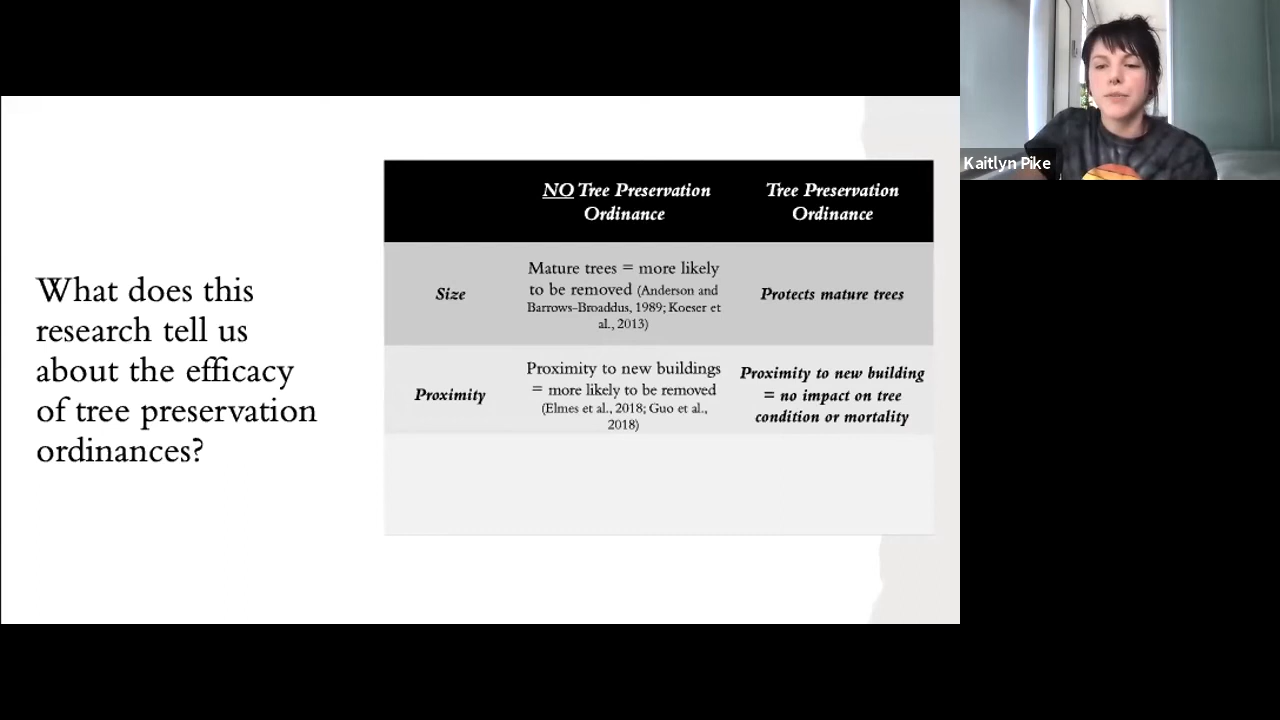 What does this
research tell us
about the efficacy
of tree preservation
ordinances?
NO Tree Preservation
Ordinance
Tree Preservation
Ordinance
Size
Mature trees = more likely
to be removed (Anderson and
Barrows-Broaddus, 1989; Koeser et
al., 2013)
Protects mature trees
Proximity
Proximity to new buildings
= more likely to be removed
(Elmes et al., 2018; Guo et al.,
2018)
Proximity to new building
= no impact on tree
condition or mortality
Kaitlyn Pike